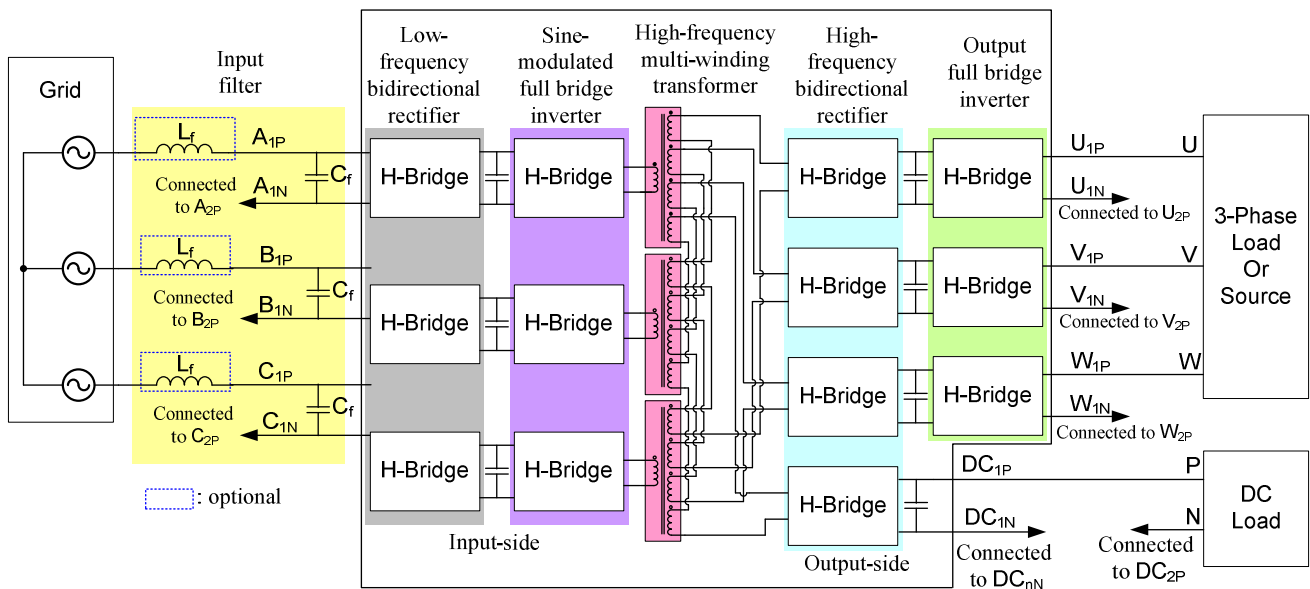 Grid
Input
filter
Low-
frequency
bidirectional
rectifier
Sine-
modulated
full bridge
inverter
High-frequency
multi-winding
transformer
High-
frequency
bidirectional
rectifier
Output
full bridge
inverter
Lf
A1P
Cf
Connected
to A2P
A1N
Lf
B1P
Cf
Connected
to B2P
B1N
Lf
C1P
Cf
Connected
to C2P
C1N
: optional
H-Bridge
H-Bridge
H-Bridge
H-Bridge
H-Bridge
H-Bridge
Input-side
H-Bridge
H-Bridge
H-Bridge
H-Bridge
H-Bridge
H-Bridge
H-Bridge
Output-side
U1P
U
U1N
Connected to U2P
V1P
V
V1N
Connected to V2P
W1P
W
W1N
Connected to W2P
3-Phase
Load
Or
Source
DC1P
P
DC1N
N
Connected
to DCnN
Connected
to DC2P
DC
Load